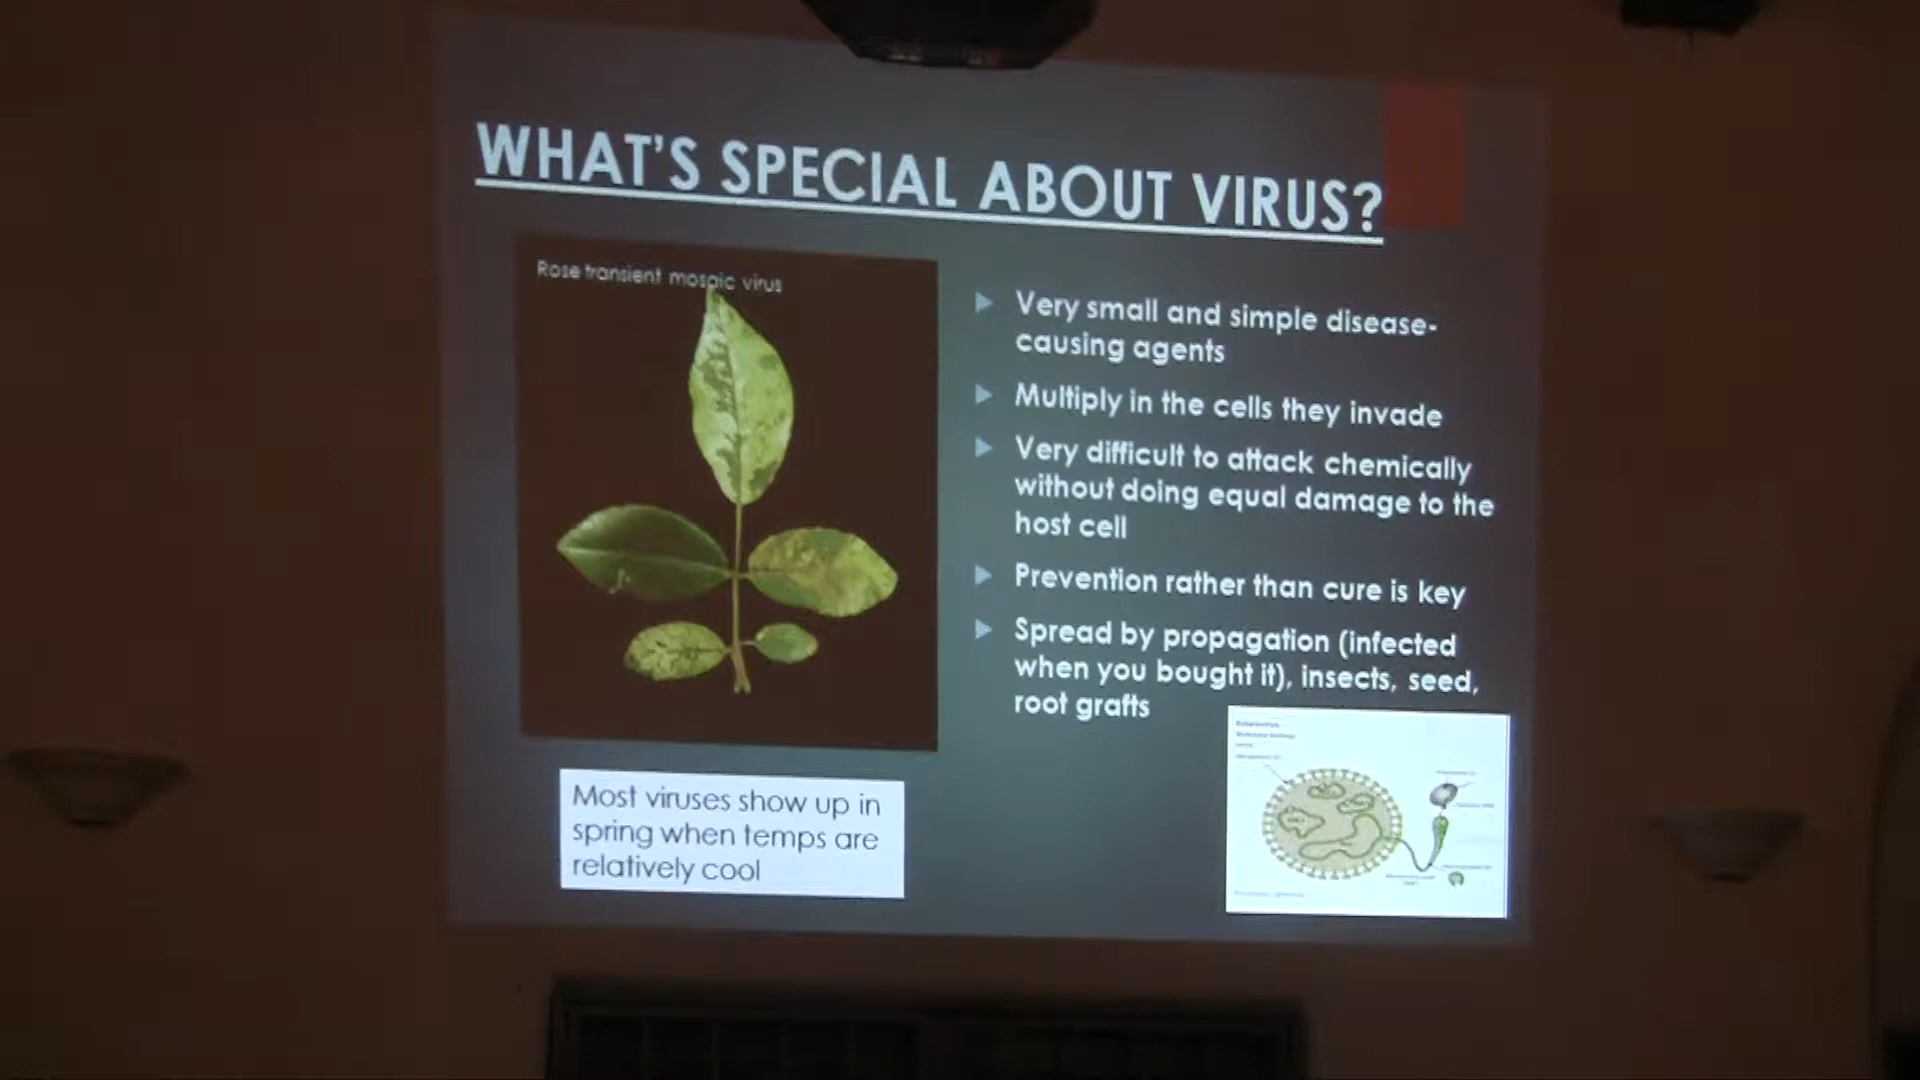 WHAT'S SPECIAL ABOUT VIRUS?
Rose transient mosaic virus
Very small and simple disease-
causing agents
Multiply in the cells they invade
Very difficult to attack chemically
without doing equal damage to the
host cell
Prevention rather than cure is key
Spread by propagation (infected
when you bought it), insects, seed,
root grafts
Most viruses show up in
spring when temps are
relatively cool